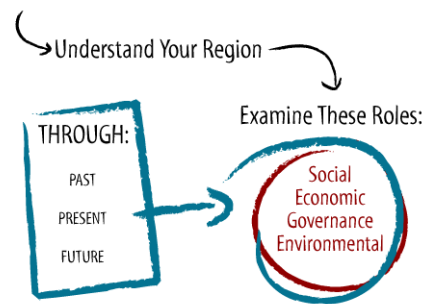 Understand Your Region
Examine These Roles:
THROUGH:
PAST
PRESENT
FUTURE
Social
Economic
Governance
Environmental